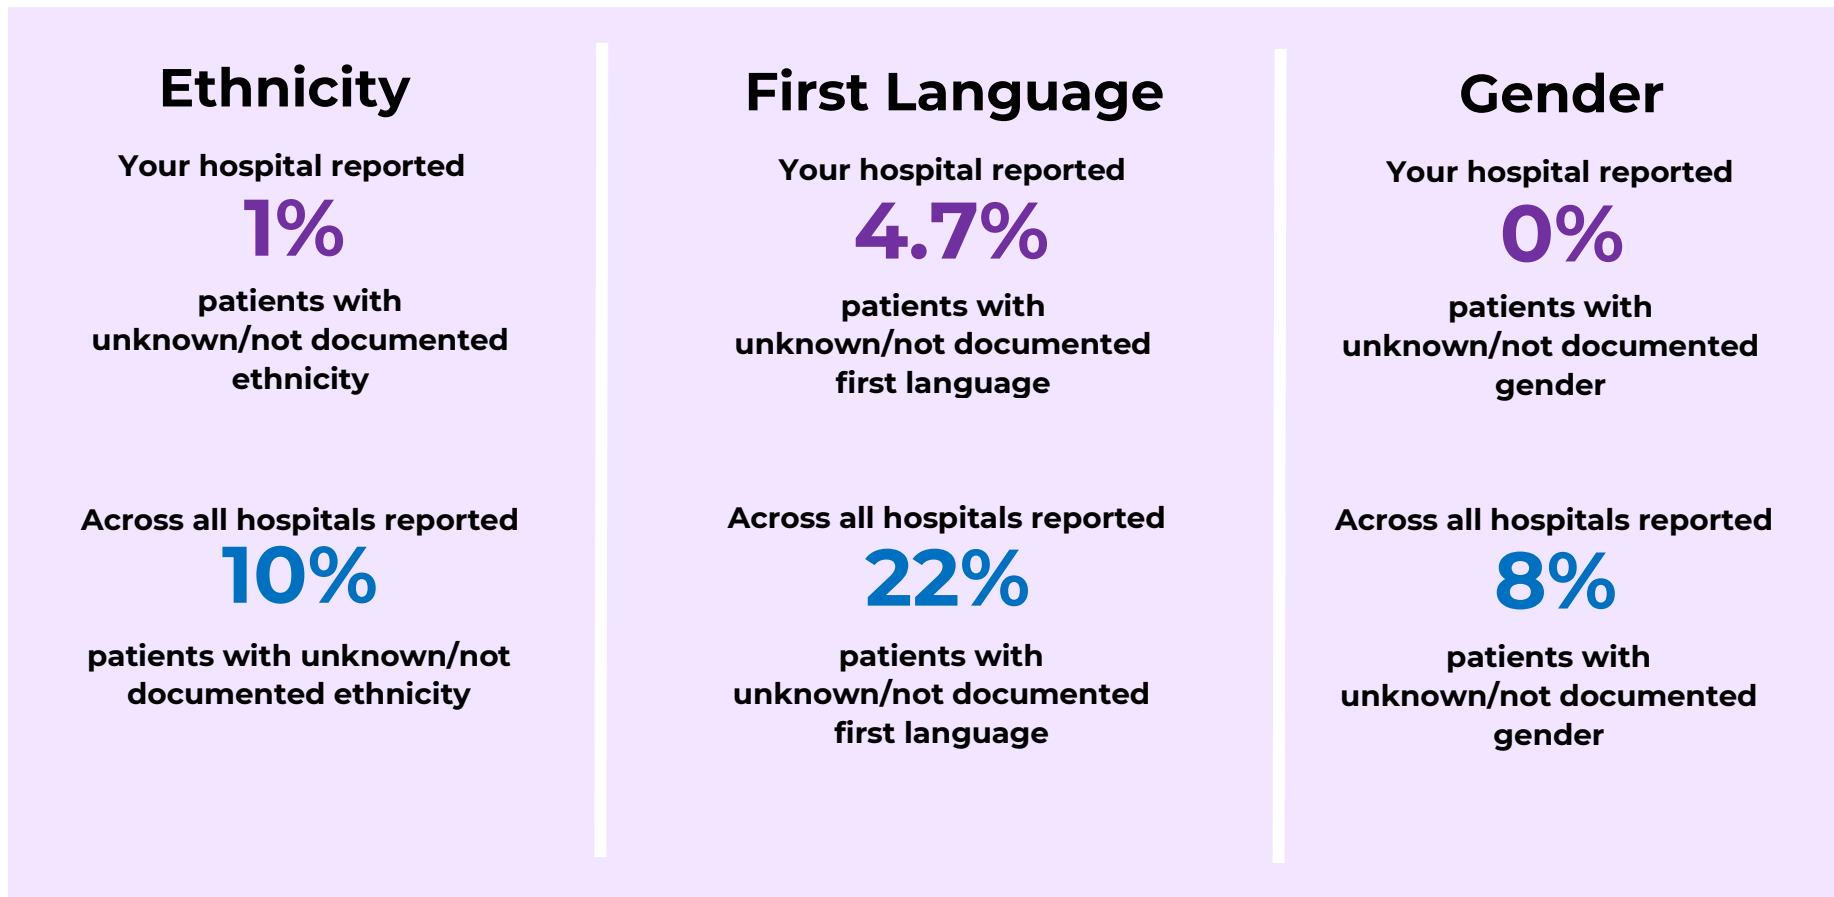 Ethnicity
Your hospital reported
1%
patients with
unknown/not documented
ethnicity
Across all hospitals reported
10%
patients with unknown/not
documented ethnicity
First Language
Your hospital reported
4.7%
patients with
unknown/not documented
first language
Across all hospitals reported
22%
patients with
unknown/not documented
first language
Gender
Your hospital reported
0%
patients with
unknown/not documented
gender
Across all hospitals reported
8%
patients with
unknown/not documented
gender